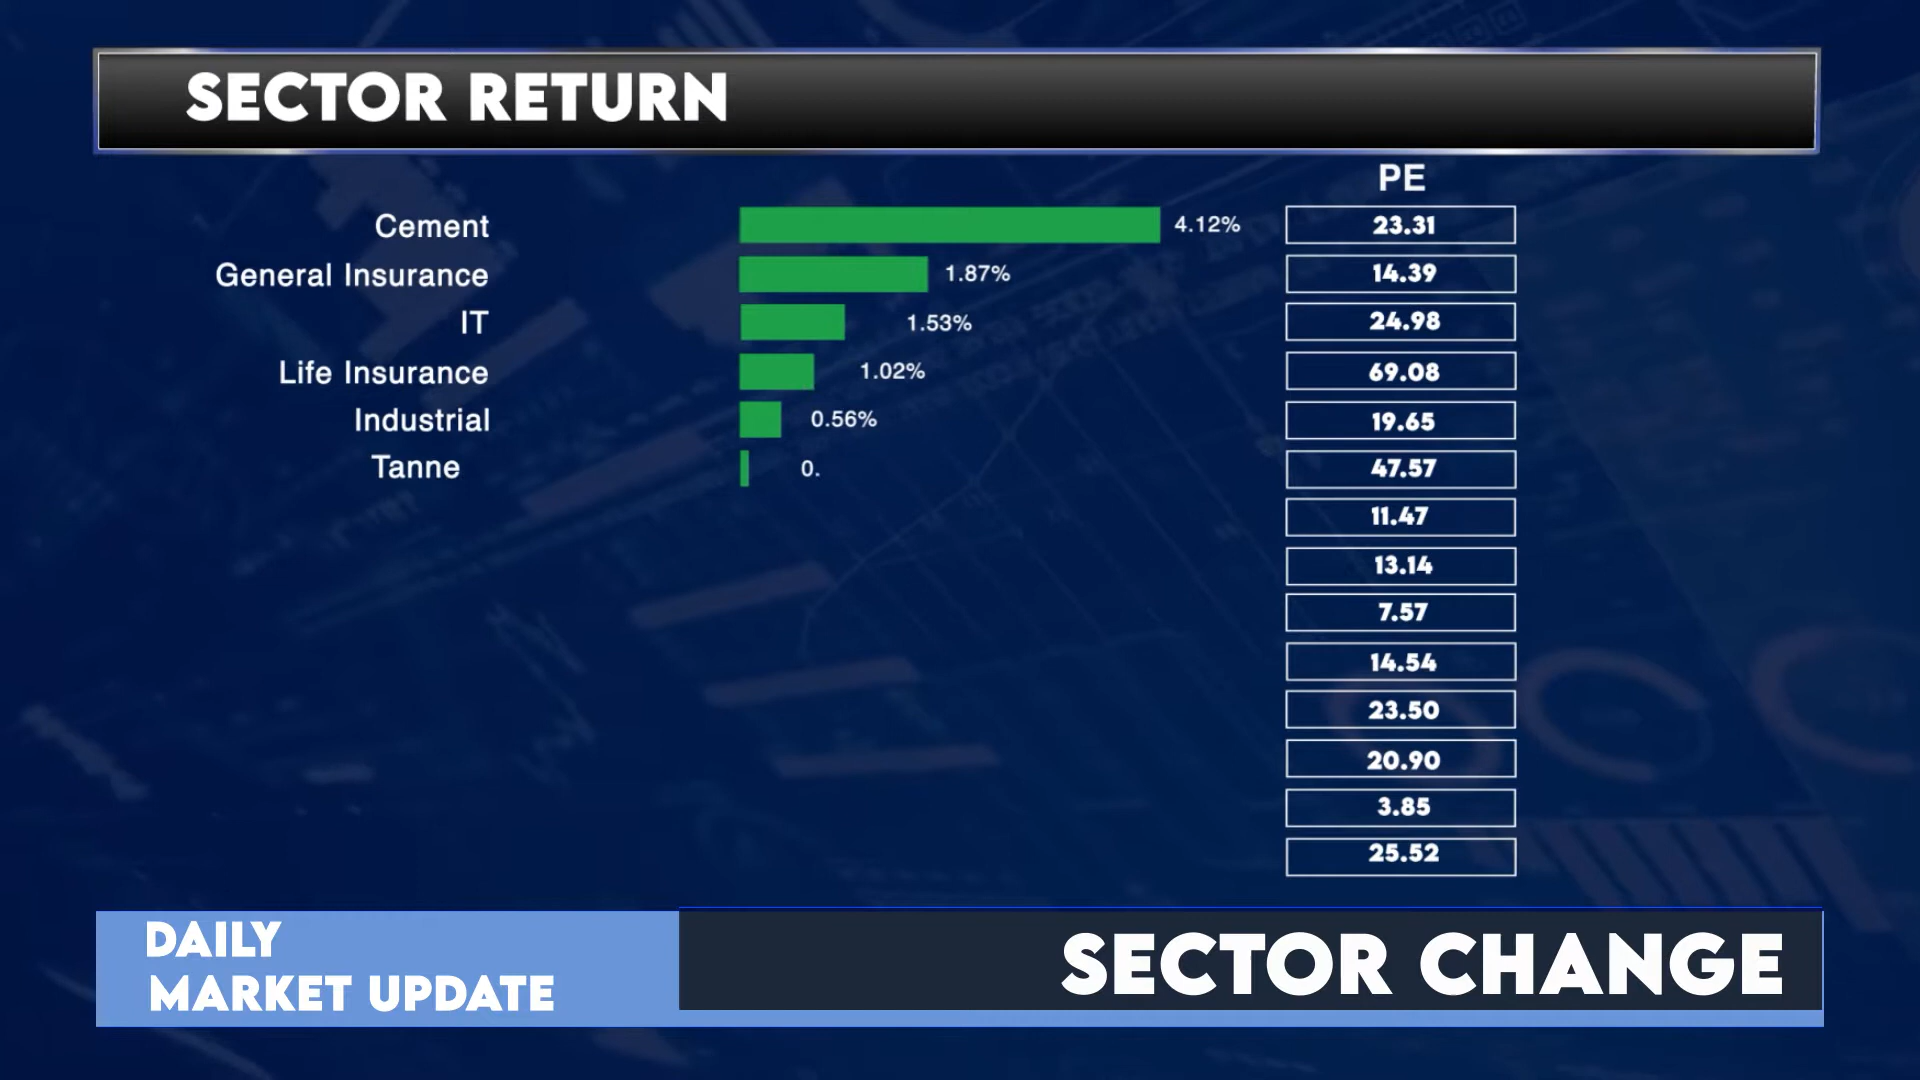 SECTOR RETURN
PE
Cement 4.12% 23.31
General Insurance 1.87% 14.39
IT 1.53% 24.98
Life Insurance 1.02% 69.08
Industrial 0.56% 19.65
Tanne 0. 47.57
11.47
13.14
7.57
14.54
23.50
20.90
3.85
25.52
DAILY
MARKET UPDATE
SECTOR CHANGE